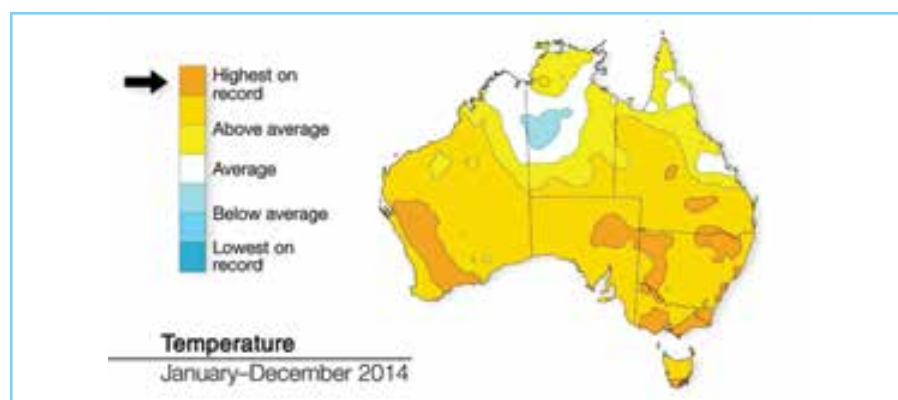 Highest on
record
Above average
Average
Below average
Lowest on
record
Temperature
January–December 2014